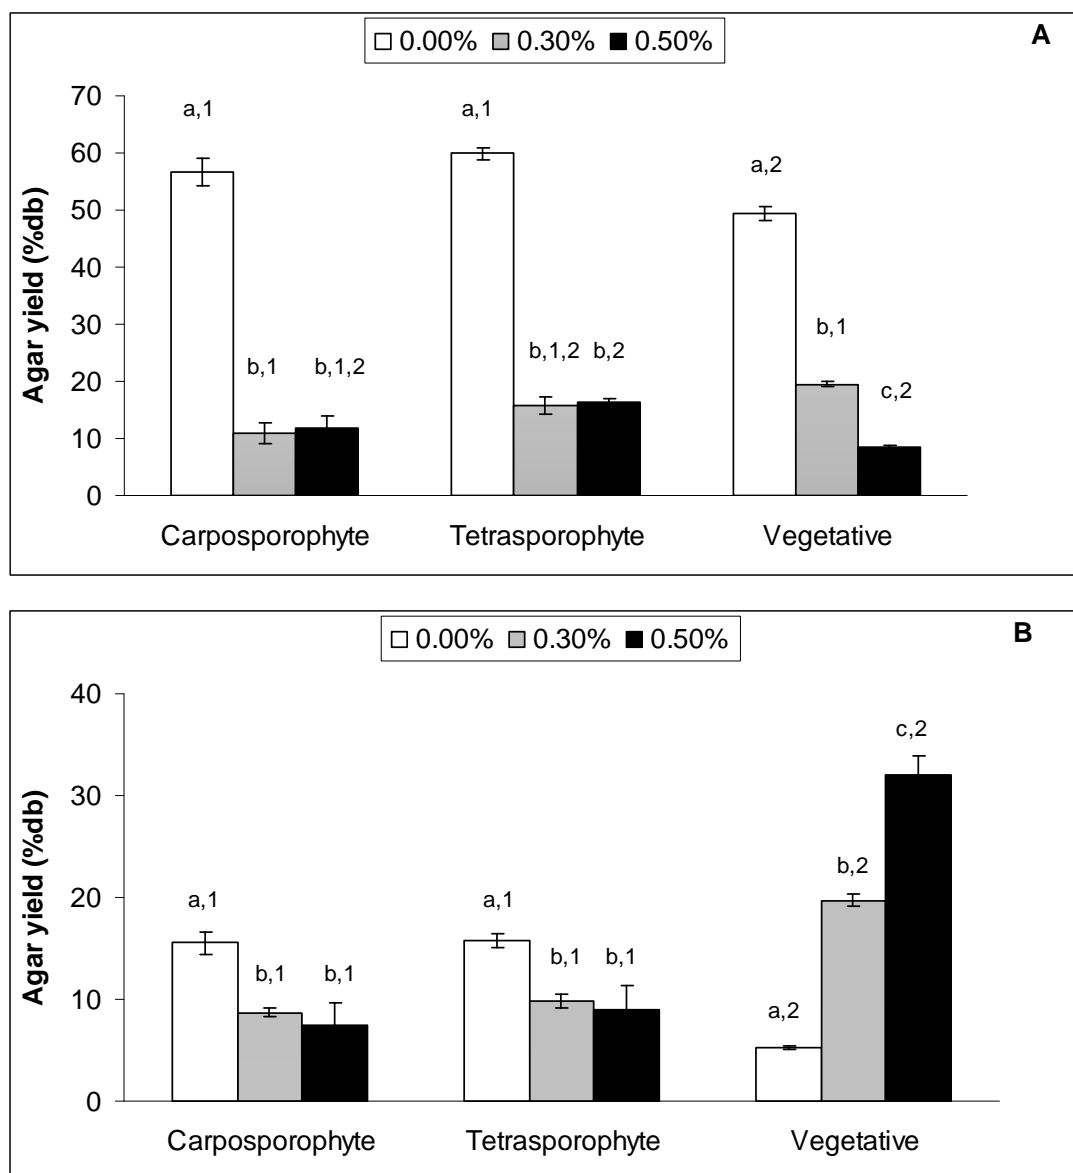 0.00% 0.30% 0.50%
A
Agar yield (%db)
70
60
50
40
30
20
10
0
a,1
b,1
b,1,2
a,1
b,1,2
b,2
a,2
b,1
c,2
Carposporophyte Tetrasporophyte Vegetative
0.00% 0.30% 0.50%
B
Agar yield (%db)
40
30
20
10
0
a,1
b,1
b,1
a,1
b,1
b,1
a,2
b,2
c,2
Carposporophyte Tetrasporophyte Vegetative